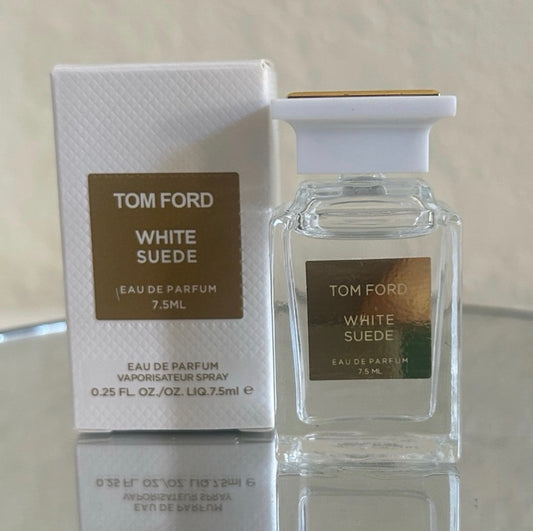 TOM FORD
WHITE
SUEDE
EAU DE PARFUM
7.5ML
EAU DE PARFUM
VAPORISATEUR SPRAY
0.25 FL. OZ./OZ. LIQ.7.5ml e
TOM FORD
WHITE
SUEDE
EAU DE PARFUM
7.5 ML